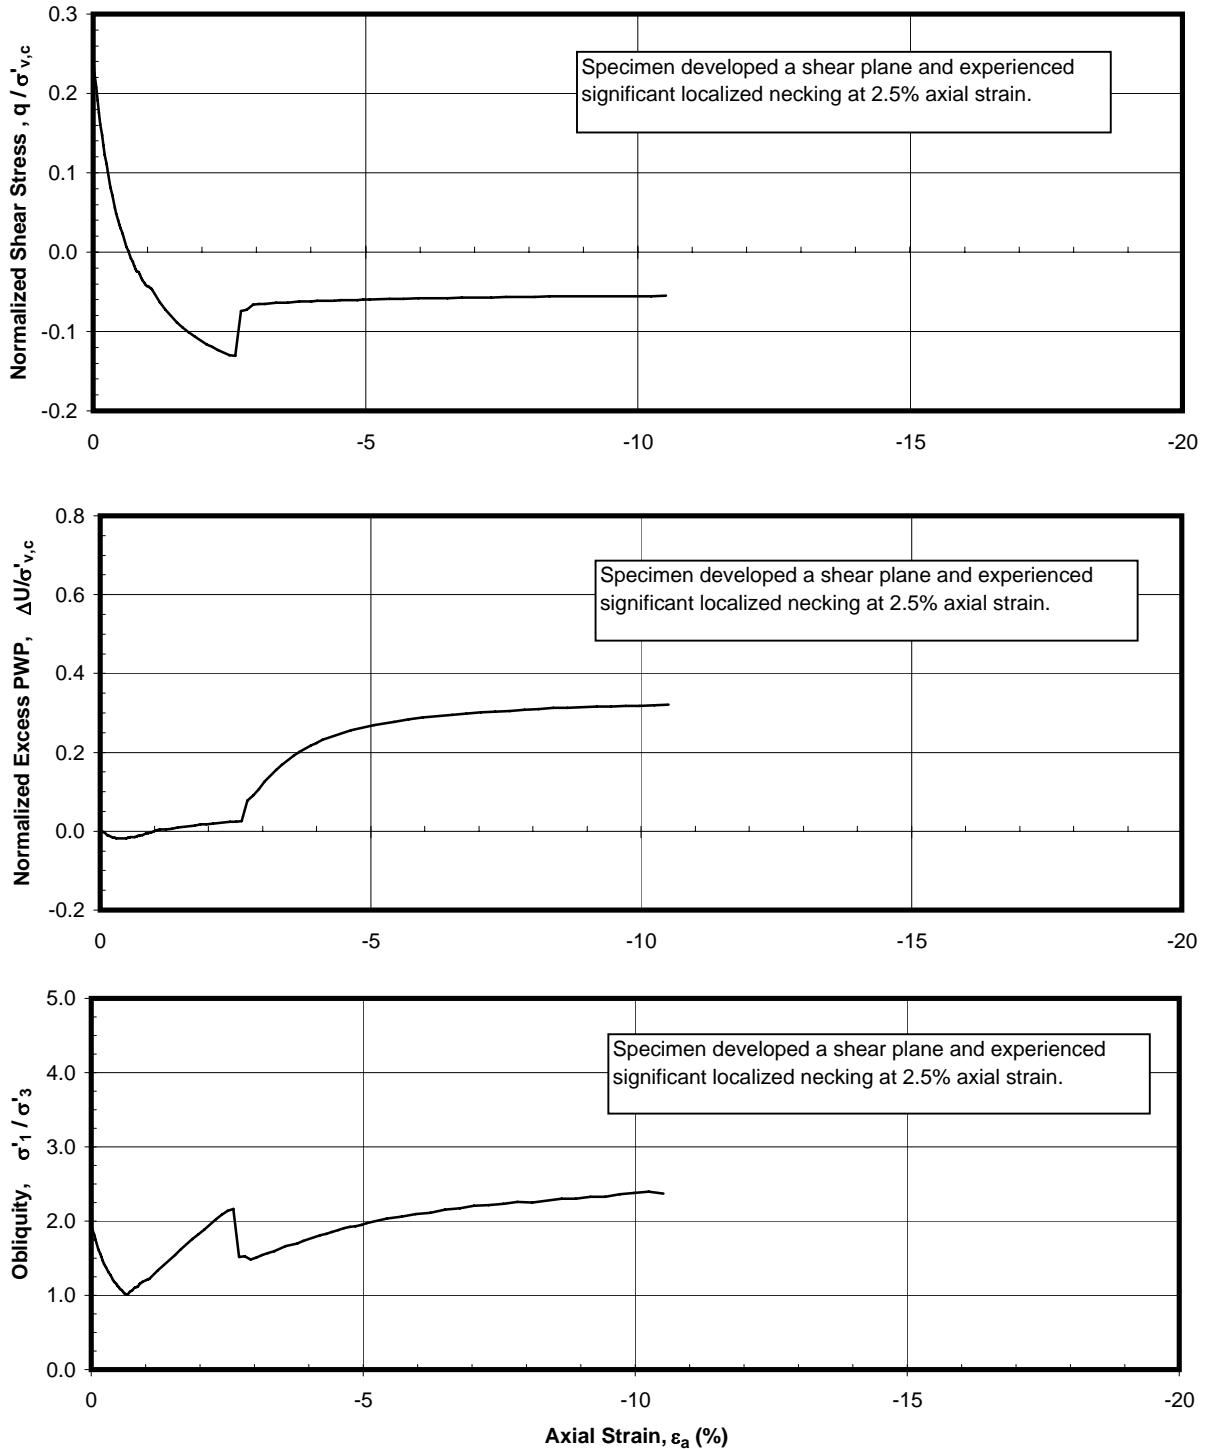 Normalized Shear Stress , q / σ'v,c
0.3
0.2
0.1
0.0
-0.1
-0.2
Specimen developed a shear plane and experienced
significant localized necking at 2.5% axial strain.
0 -5 -10 -15 -20
Normalized Excess PWP, ΔU/σ'v,c
0.8
0.6
0.4
0.2
0.0
-0.2
Specimen developed a shear plane and experienced
significant localized necking at 2.5% axial strain.
0 -5 -10 -15 -20
Obliquity, σ'1 / σ'3
5.0
4.0
3.0
2.0
1.0
0.0
Specimen developed a shear plane and experienced
significant localized necking at 2.5% axial strain.
0 -5 -10 -15 -20
Axial Strain, εa (%)